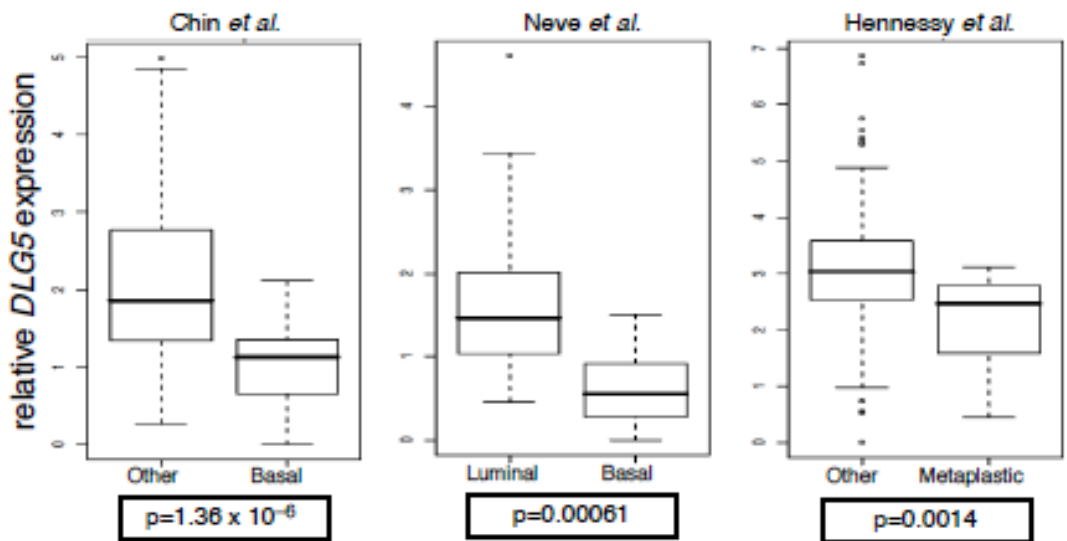 Chin et al.
Neve et al.
Hennessy et al.
relative DLG5 expression
5
4
3
2
1
0
4
3
2
1
0
7
6
5
4
3
2
1
0
Other
Basal
Luminal
Basal
Other
Metaplastic
p=1.36 x 10⁻⁶
p=0.00061
p=0.0014